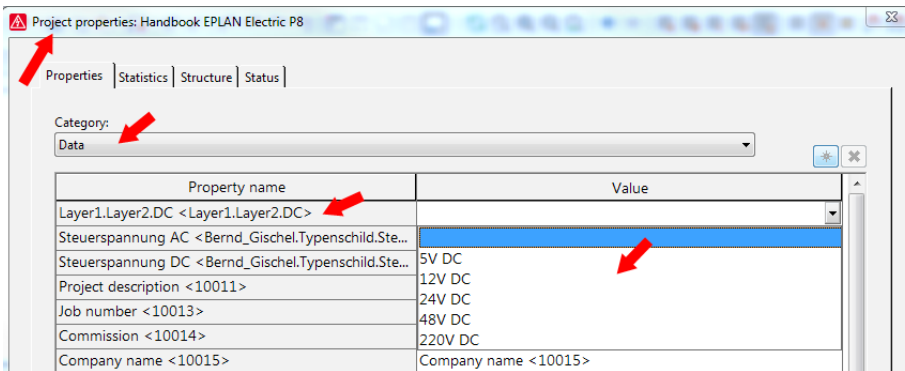 Project properties: Handbook EPLAN Electric P8
Properties Statistics Structure Status
Category:
Data
Property name Value
Layer1.Layer2.DC <Layer1.Layer2.DC>
Steuerspannung AC <Bernd_Gischel.Typenschild.Ste...
Steuerspannung DC <Bernd_Gischel.Typenschild.Ste... 5V DC
Project description <10011> 12V DC
24V DC
Job number <10013> 48V DC
Commission <10014> 220V DC
Company name <10015> Company name <10015>